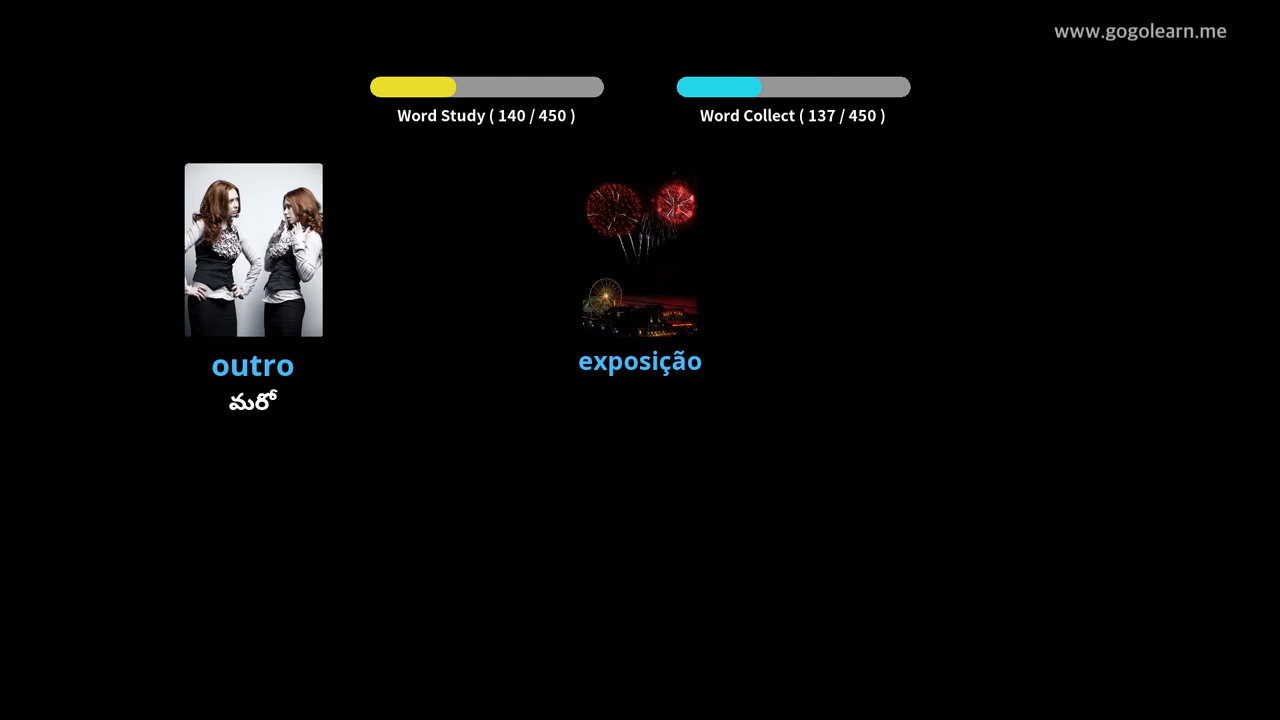 www.gogolearn.me
Word Study ( 140 / 450 )
Word Collect ( 137 / 450 )
outro
మరో
exposição